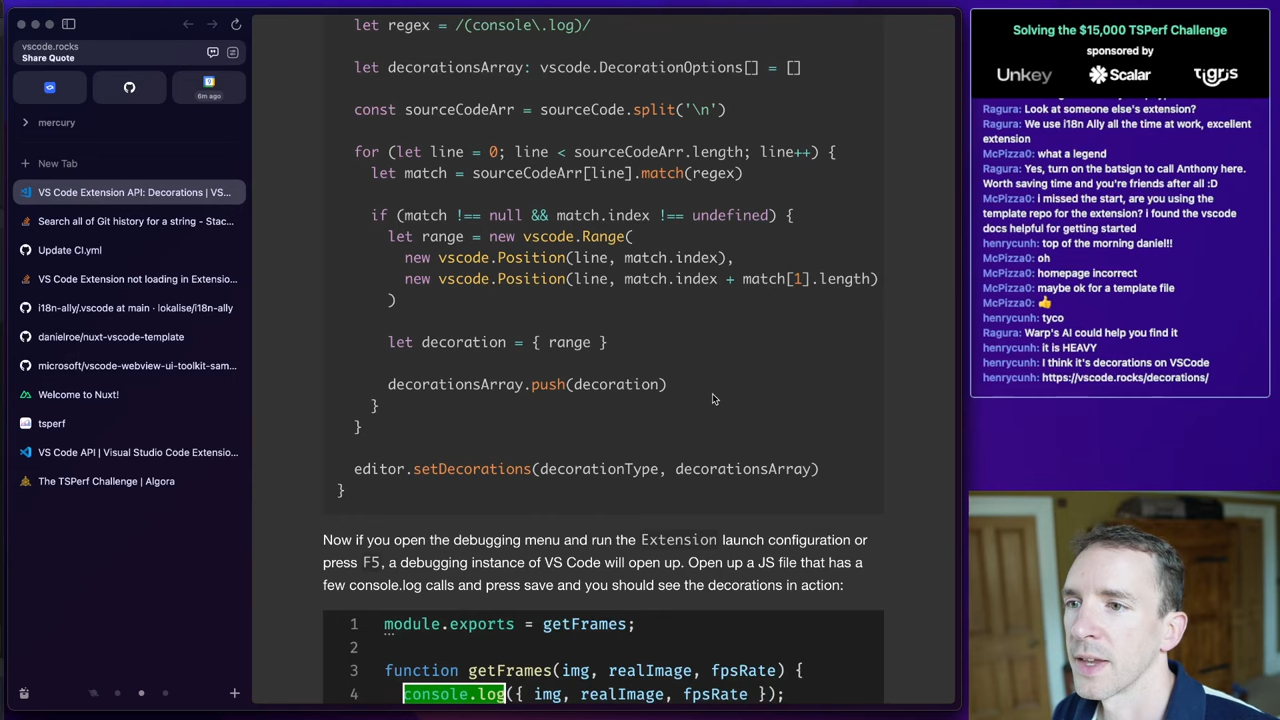 vscode.rocks
Share Quote
6m ago
mercury
New Tab
VS Code Extension API: Decorations | VS...
Search all of Git history for a string - Stac...
Update CI.yml
VS Code Extension not loading in Extensio...
i18n-ally/.vscode at main · lokalise/i18n-ally
danielroe/nuxt-vscode-template
microsoft/vscode-webview-ui-toolkit-sam...
Welcome to Nuxt!
tsperf
VS Code API | Visual Studio Code Extensio...
The TSPerf Challenge | Algora
let regex = /(console\.log)/
let decorationsArray: vscode.DecorationOptions[] = []
const sourceCodeArr = sourceCode.split('\n')
for (let line = 0; line < sourceCodeArr.length; line++) {
let match = sourceCodeArr[line].match(regex)
if (match !== null && match.index !== undefined) {
let range = new vscode.Range(
new vscode.Position(line, match.index),
new vscode.Position(line, match.index + match[1].length)
)
let decoration = { range }
decorationsArray.push(decoration)
}
}
editor.setDecorations(decorationType, decorationsArray)
}
Now if you open the debugging menu and run the Extension launch configuration or
press F5, a debugging instance of VS Code will open up. Open up a JS file that has a
few console.log calls and press save and you should see the decorations in action:
1 module.exports = getFrames;
2
3 function getFrames(img, realImage, fpsRate) {
4 console.log({ img, realImage, fpsRate });
Solving the $15,000 TSPerf Challenge
sponsored by
Unkey Scalar tigris
Ragura: Look at someone else's extension?
Ragura: We use i18n Ally all the time at work, excellent
extension
McPizza0: what a legend
Ragura: Yes, turn on the batsign to call Anthony here.
Worth saving time and you're friends after all :D
McPizza0: i missed the start, are you using the
template repo for the extension? i found the vscode
docs helpful for getting started
henrycunh: top of the morning daniel!!
McPizza0: oh
McPizza0: homepage incorrect
McPizza0: maybe ok for a template file
McPizza0: 👍
henrycunh: tyco
Ragura: Warp's AI could help you find it
henrycunh: it is HEAVY
henrycunh: I think it's decorations on VSCode
henrycunh: https://vscode.rocks/decorations/